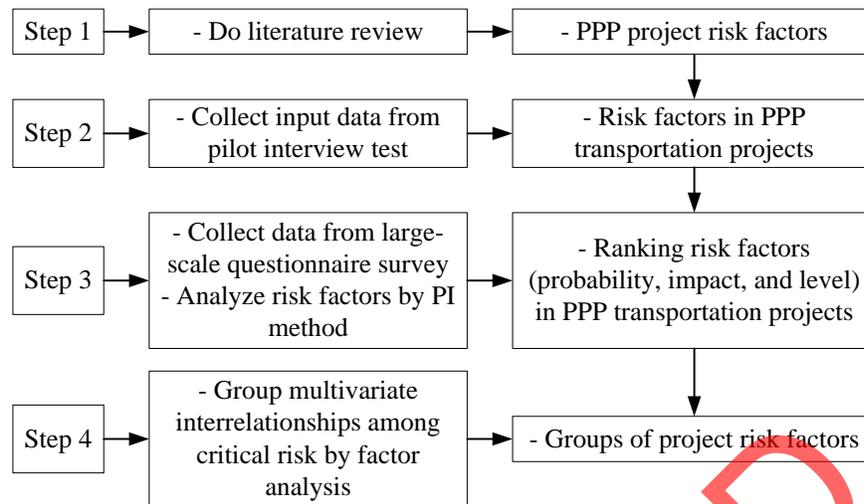 Step 1
- Do literature review
- PPP project risk factors
Step 2
- Collect input data from
pilot interview test
- Risk factors in PPP
transportation projects
Step 3
- Collect data from large-
scale questionnaire survey
- Analyze risk factors by PI
method
- Ranking risk factors
(probability, impact, and level)
in PPP transportation projects
Step 4
- Group multivariate
interrelationships among
critical risk by factor
analysis
- Groups of project risk factors